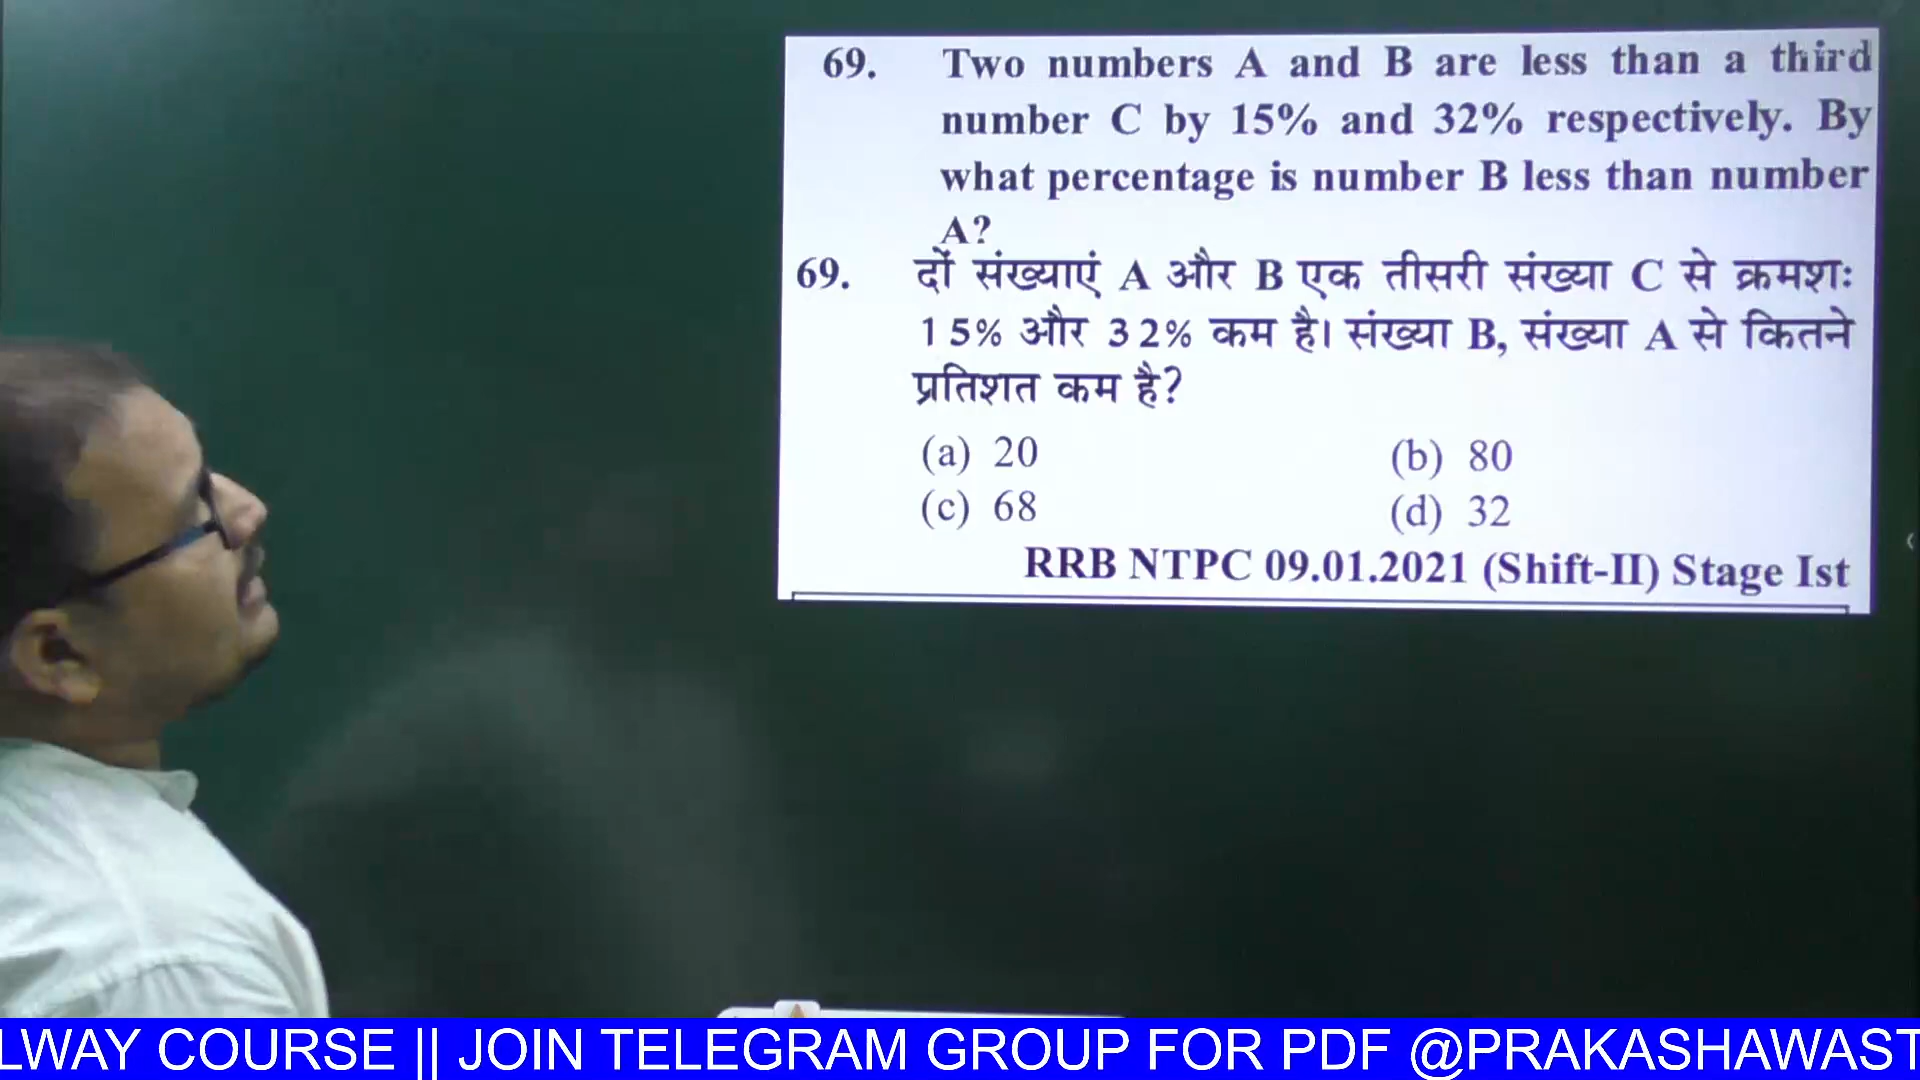 69. Two numbers A and B are less than a third
number C by 15% and 32% respectively. By
what percentage is number B less than number
A?
69. दों संख्याएं A और B एक तीसरी संख्या C से क्रमशः
15% और 32% कम है। संख्या B, संख्या A से कितने
प्रतिशत कम है?
(a) 20 (b) 80
(c) 68 (d) 32
RRB NTPC 09.01.2021 (Shift-II) Stage Ist
LWAY COURSE || JOIN TELEGRAM GROUP FOR PDF @PRAKASHAWAST